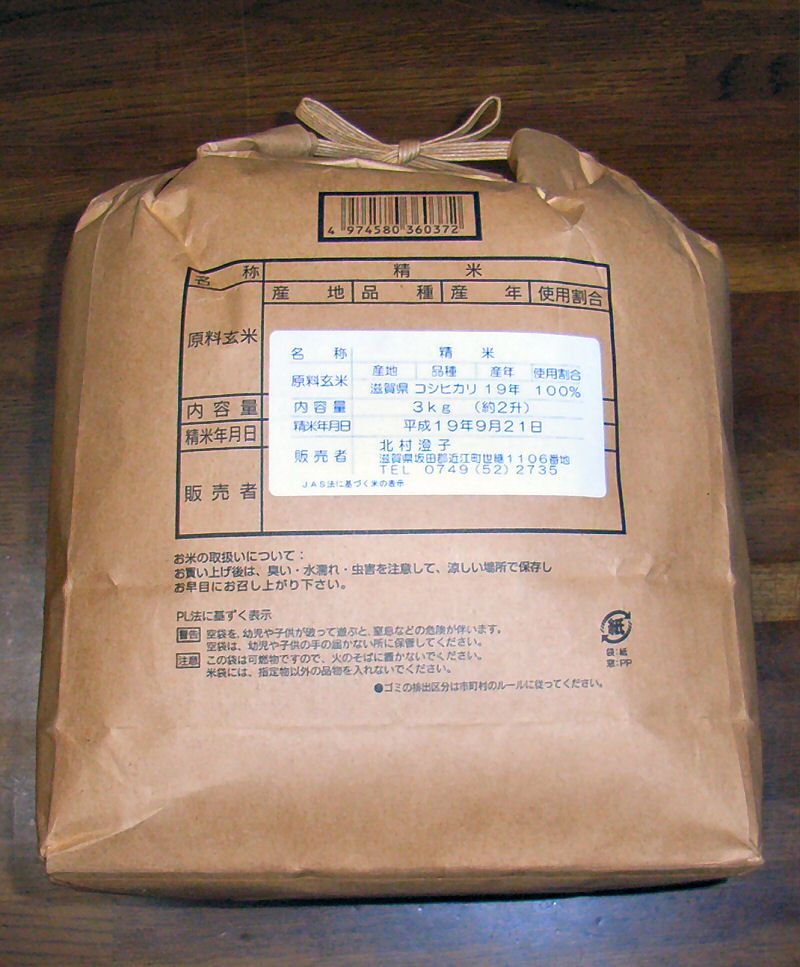 4 974580 360372
名称 精米
産地 品種 産年 使用割合
原料玄米
内容量
精米年月日
販売者
名称 精米
産地 品種 産年 使用割合
原料玄米 滋賀県 コシヒカリ 19年 100%
内容量 3kg (約2升)
精米年月日 平成19年9月21日
北村澄子
販売者 滋賀県坂田郡近江町世継1106番地
TEL 0749(52)2735
JAS法に基づく米の表示
お米の取扱いについて:
お買い上げ後は、臭い・水濡れ・虫害を注意して、涼しい場所で保存し
お早目にお召し上がり下さい。
PL法に基ずく表示
警告 空袋を、幼児や子供が破って遊ぶと、窒息などの危険が伴います。
空袋は、幼児や子供の手の届かない所に保管してください。
注意 この袋は可燃物ですので、火のそばに置かないでください。
米袋には、指定物以外の品物を入れないでください。
紙
袋:紙
窓:PP
●ゴミの排出区分は市町村のルールに従ってください。